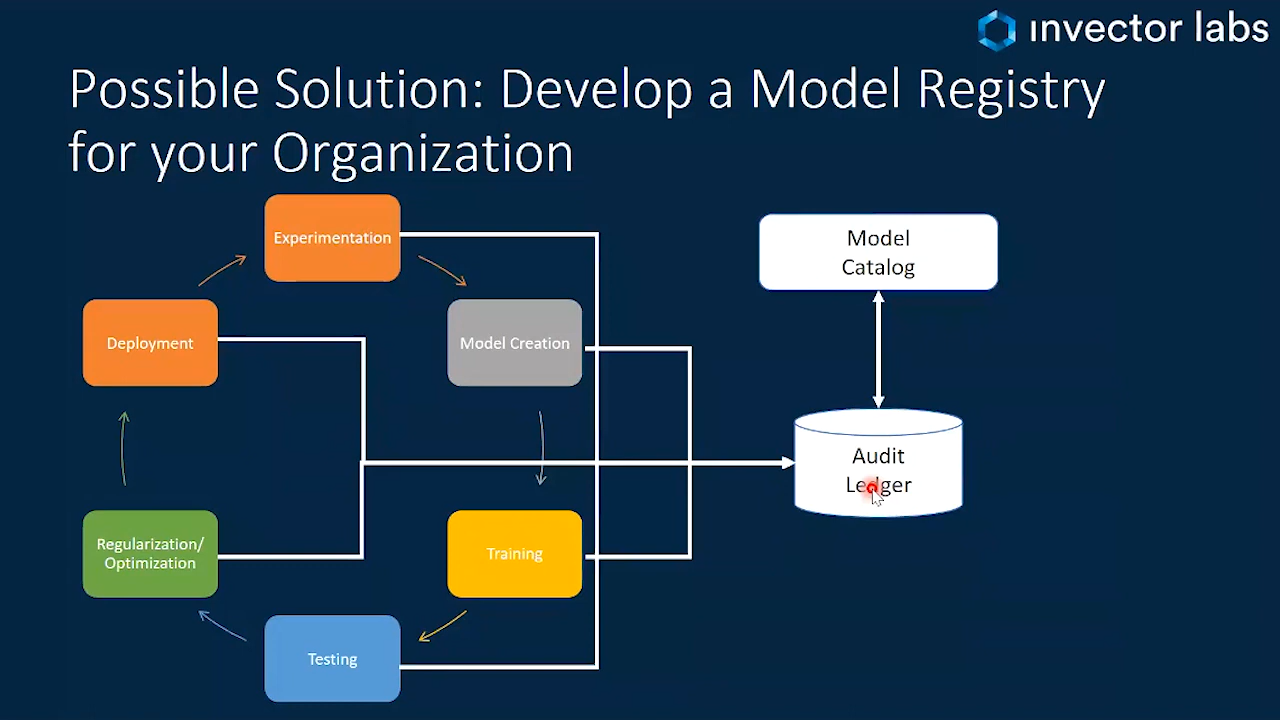 invector labs
Possible Solution: Develop a Model Registry
for your Organization
Experimentation
Model
Catalog
Deployment
Model Creation
Audit
Ledger
Regularization/
Optimization
Training
Testing